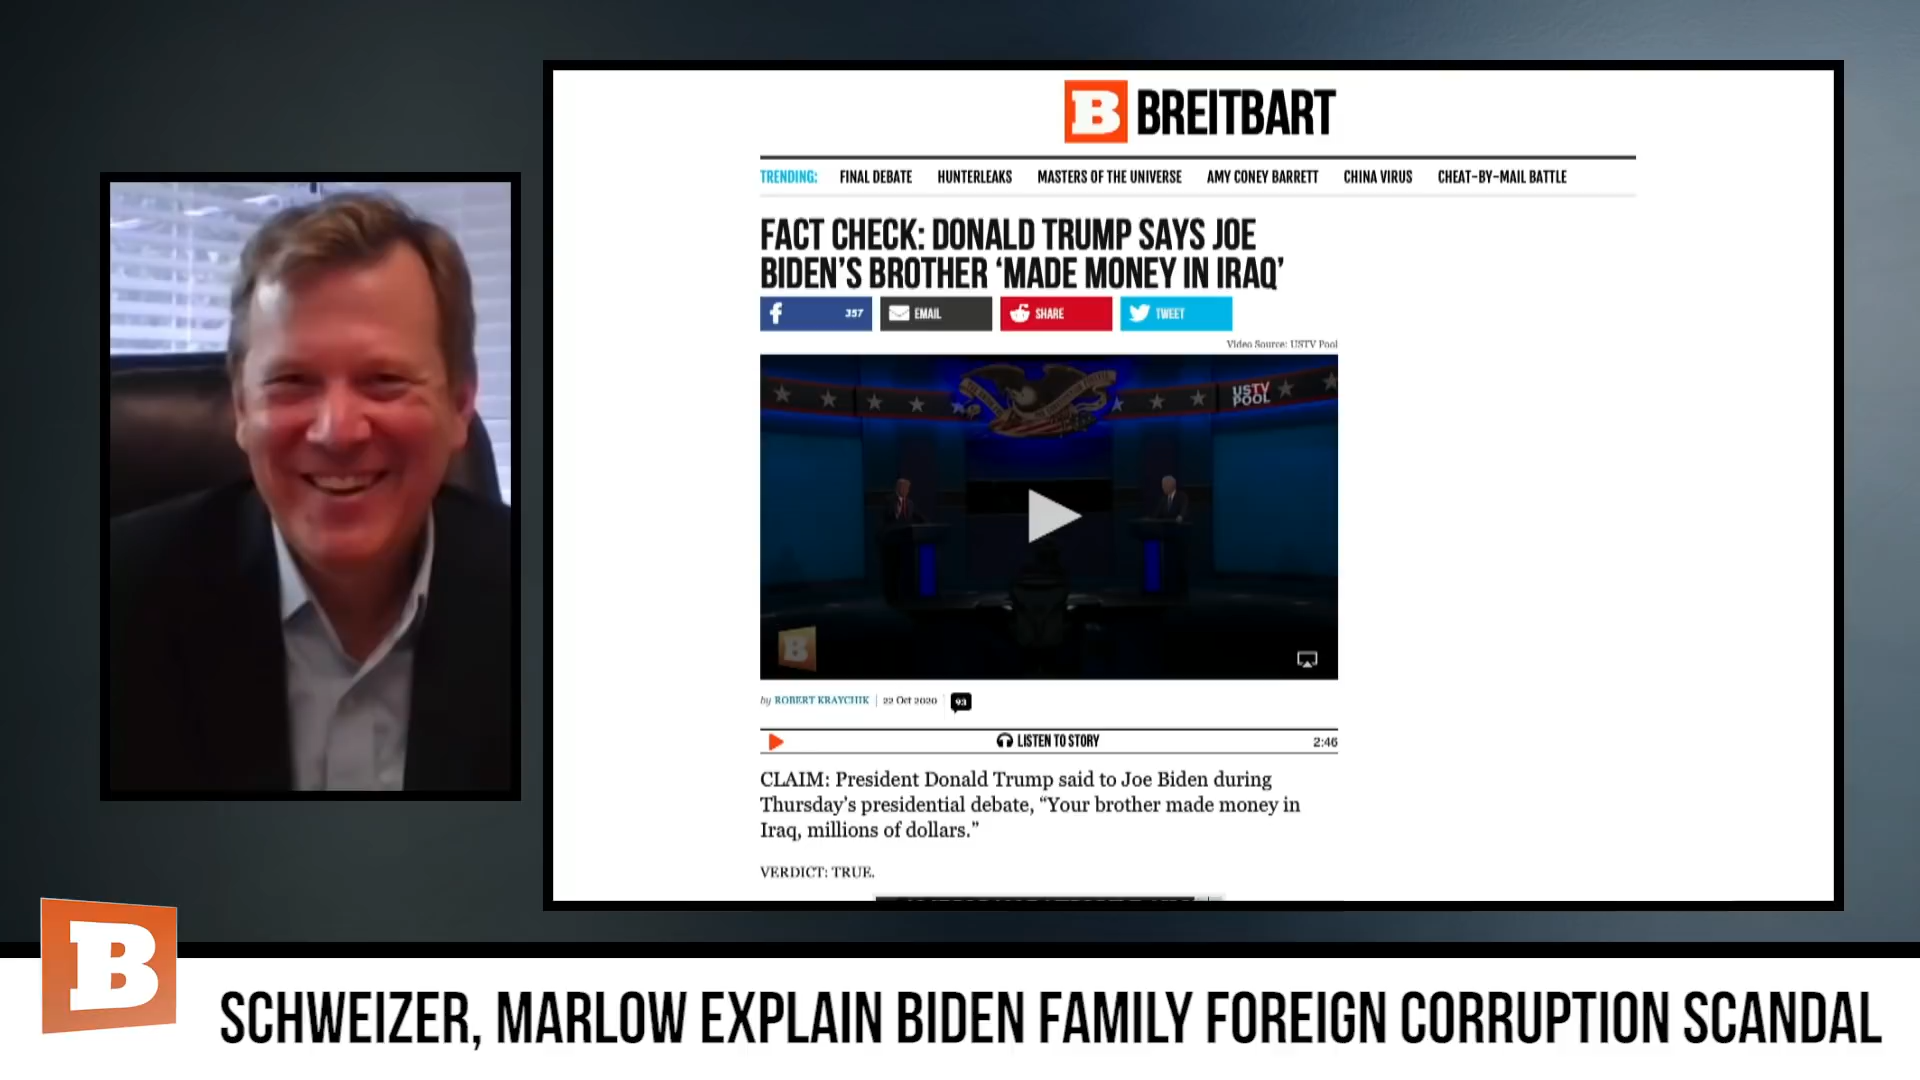 B BREITBART
TRENDING: FINAL DEBATE HUNTERLEAKS MASTERS OF THE UNIVERSE AMY CONEY BARRETT CHINA VIRUS CHEAT-BY-MAIL BATTLE
FACT CHECK: DONALD TRUMP SAYS JOE
BIDEN'S BROTHER ‘MADE MONEY IN IRAQ’
f 357 EMAIL SHARE TWEET
Video Source: USTV Pool
USTV
POOL
B
by ROBERT KRAYCHIK | 22 Oct 2020 93
LISTEN TO STORY 2:46
CLAIM: President Donald Trump said to Joe Biden during
Thursday’s presidential debate, “Your brother made money in
Iraq, millions of dollars.”
VERDICT: TRUE.
B
SCHWEIZER, MARLOW EXPLAIN BIDEN FAMILY FOREIGN CORRUPTION SCANDAL